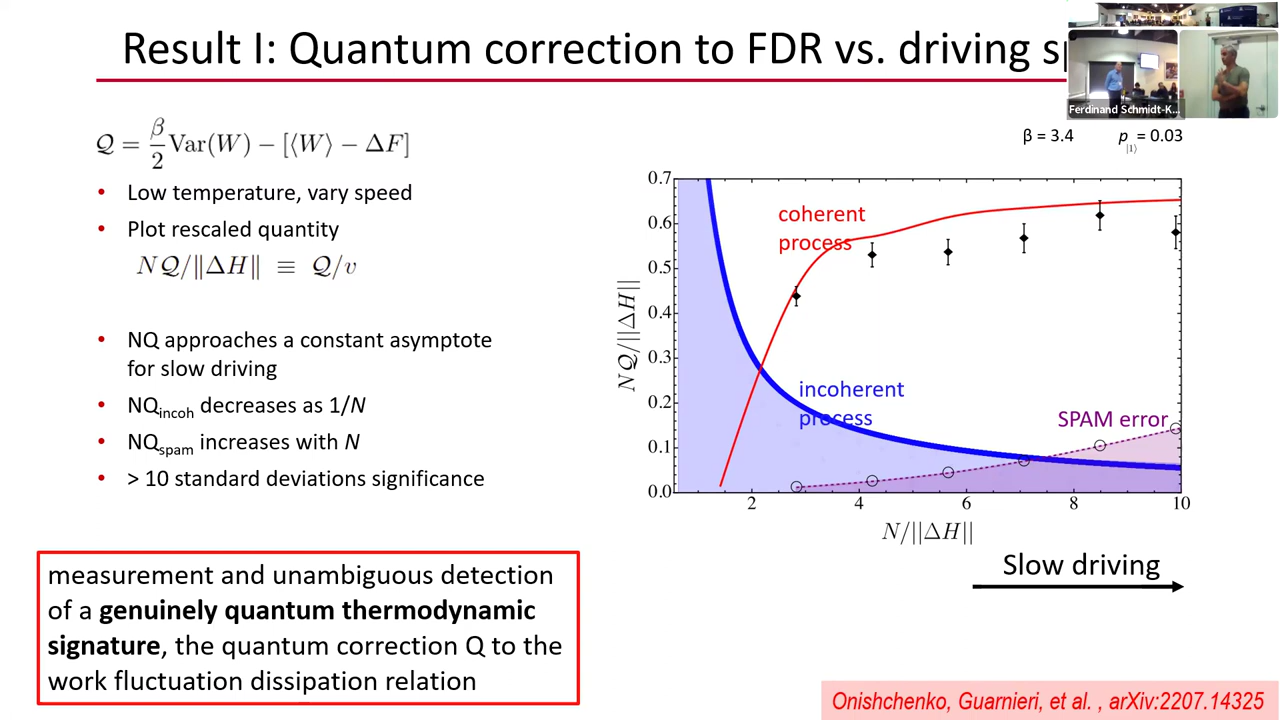 Result I: Quantum correction to FDR vs. driving sp
Ferdinand Schmidt-K...
β = 3.4 p|1⟩ = 0.03
𝒬 = β/2 Var(W) − [⟨W⟩ − ΔF]
• Low temperature, vary speed
• Plot rescaled quantity
N𝒬/||ΔH|| ≡ 𝒬/v
• NQ approaches a constant asymptote
for slow driving
• NQincoh decreases as 1/N
• NQspam increases with N
• > 10 standard deviations significance
measurement and unambiguous detection
of a genuinely quantum thermodynamic
signature, the quantum correction Q to the
work fluctuation dissipation relation
N𝒬/||ΔH||
0.7
0.6
0.5
0.4
0.3
0.2
0.1
0.0
coherent
process
incoherent
process
SPAM error
2 4 6 8 10
N/||ΔH||
Slow driving
Onishchenko, Guarnieri, et al. , arXiv:2207.14325